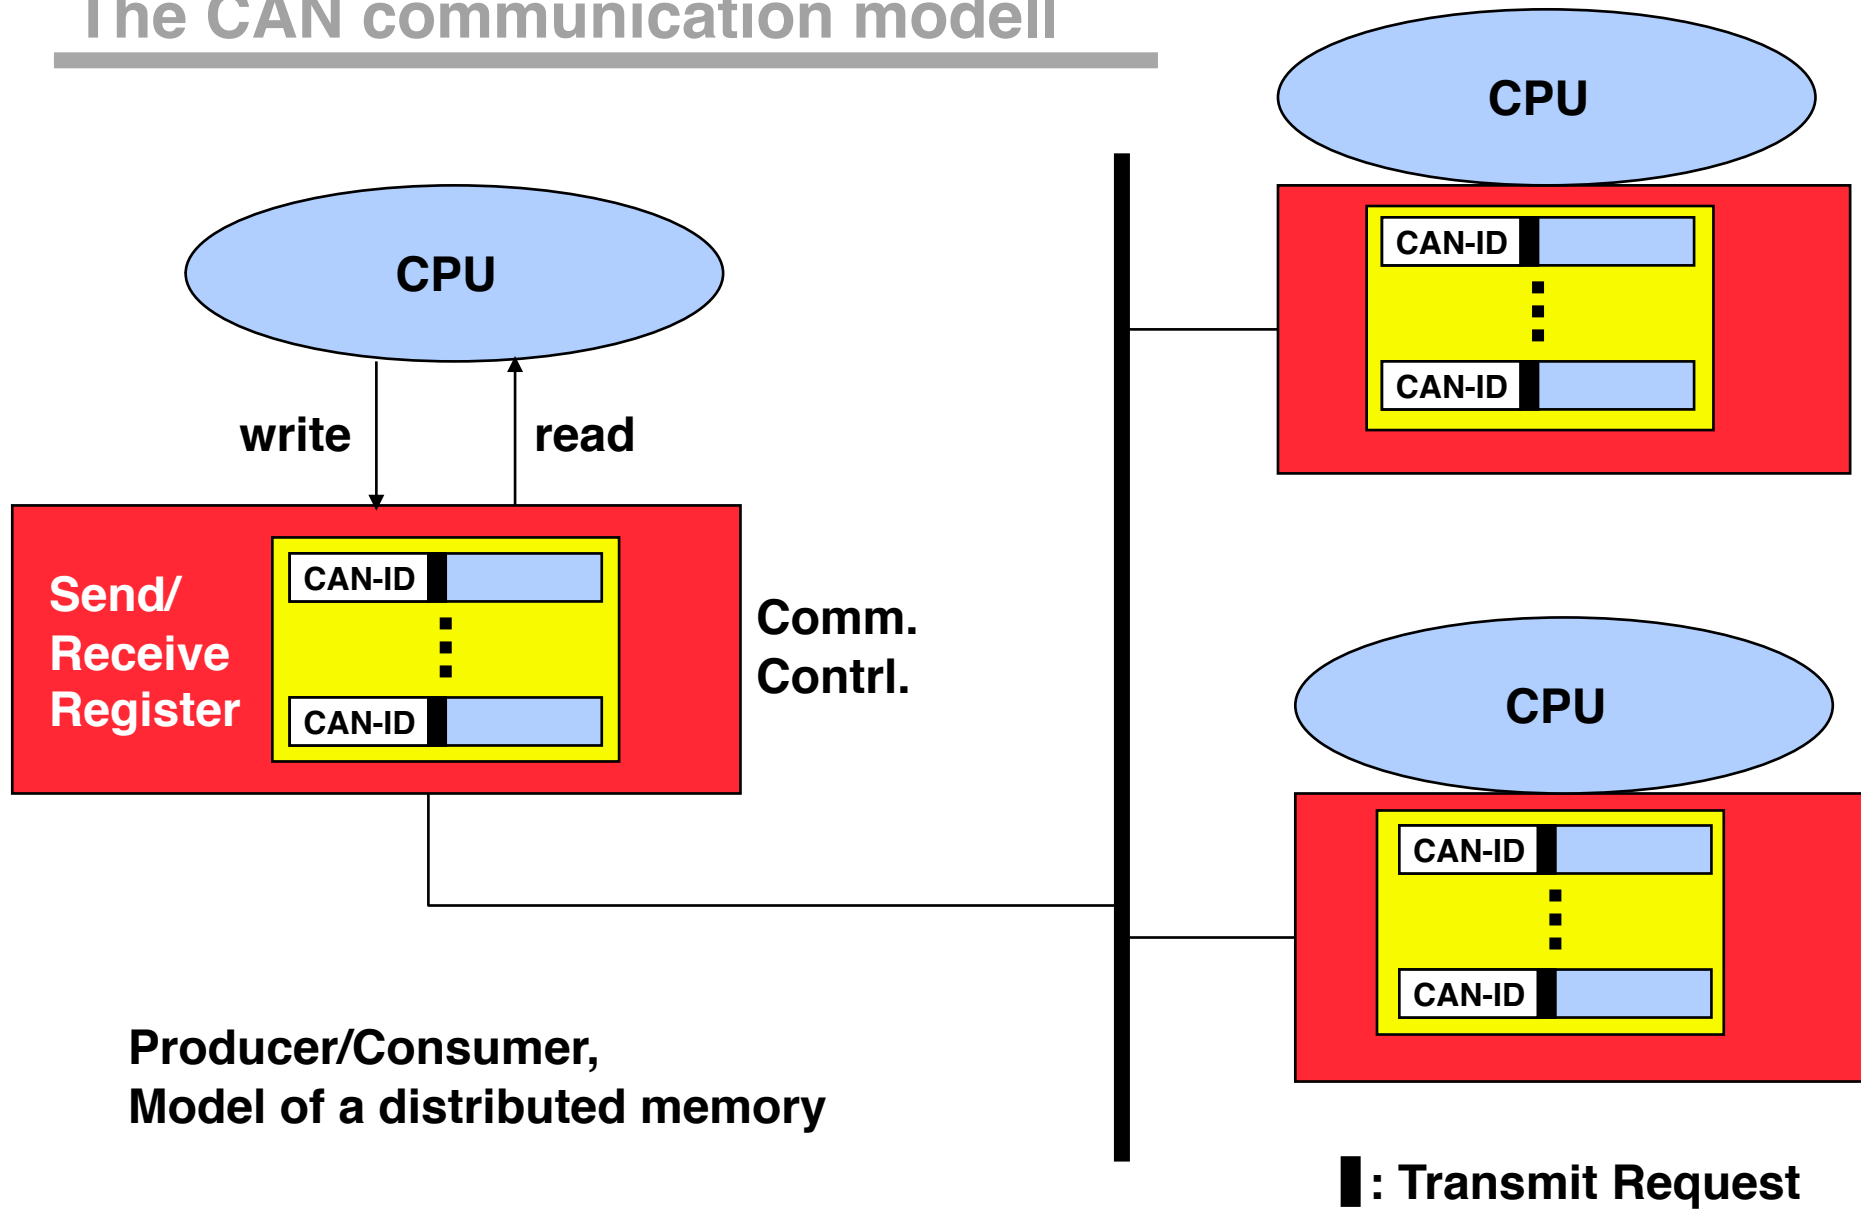 The CAN communication modell
CPU
write
read
Send/
Receive
Register
CAN-ID
CAN-ID
Comm.
Contrl.
CPU
CAN-ID
CAN-ID
CPU
CAN-ID
CAN-ID
Producer/Consumer,
Model of a distributed memory
: Transmit Request